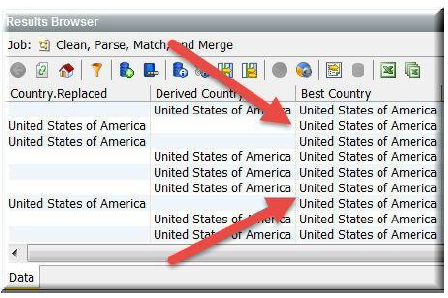 Results Browser
Job: Clean, Parse, Match, and Merge
Country.Replaced Derived Country Best Country
United States of America United States of America
United States of America United States of America
United States of America United States of America
United States of America United States of America
United States of America United States of America
United States of America United States of America
United States of America United States of America
United States of America United States of America
United States of America United States of America
Data